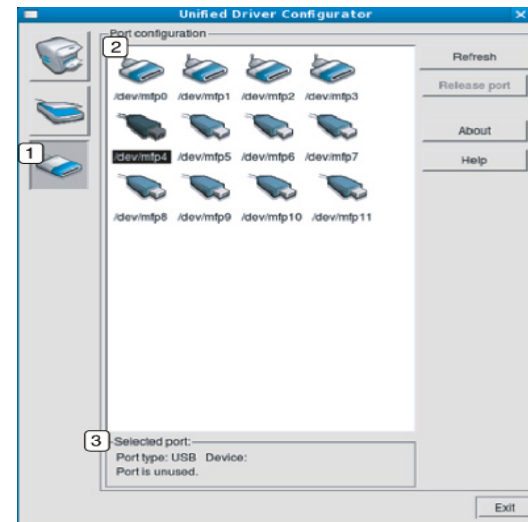 Unified Driver Configurator
Port configuration
2
/dev/mfp0 /dev/mfp1 /dev/mfp2 /dev/mfp3
Refresh
Release port
About
1
/dev/mfp4 /dev/mfp5 /dev/mfp6 /dev/mfp7
Help
/dev/mfp8 /dev/mfp9 /dev/mfp10 /dev/mfp11
3
Selected port:
Port type: USB Device:
Port is unused.
Exit